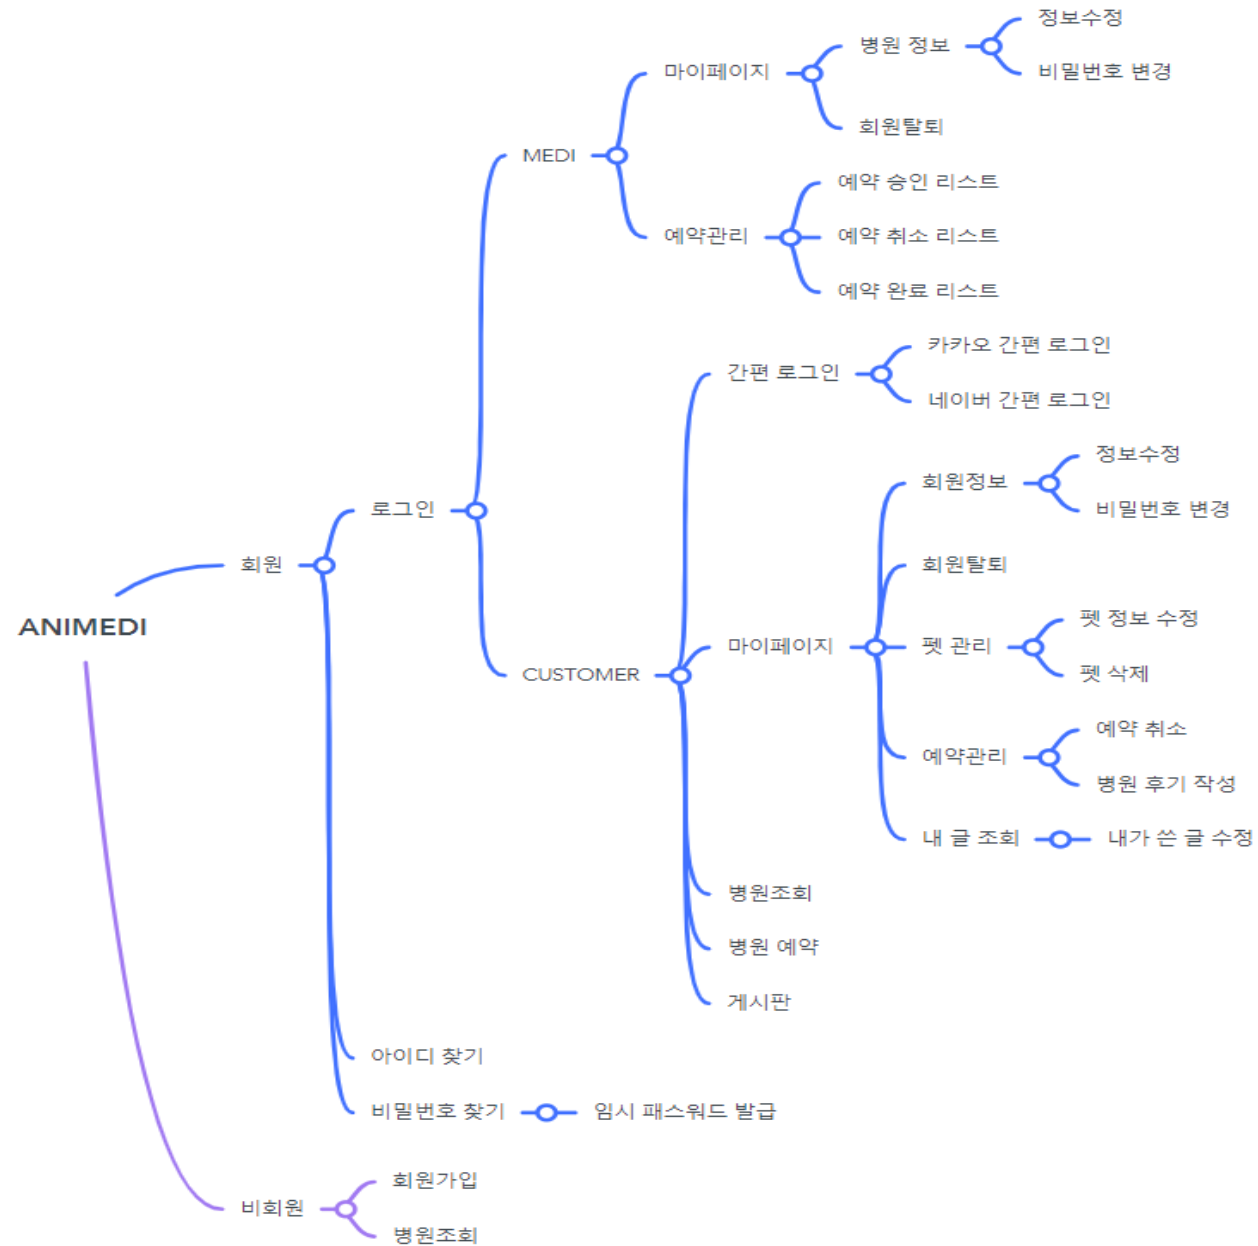 ANIMEDI
회원
로그인
MEDI
마이페이지
병원 정보
정보수정
비밀번호 변경
회원탈퇴
예약관리
예약 승인 리스트
예약 취소 리스트
예약 완료 리스트
CUSTOMER
간편 로그인
카카오 간편 로그인
네이버 간편 로그인
마이페이지
회원정보
정보수정
비밀번호 변경
회원탈퇴
펫 관리
펫 정보 수정
펫 삭제
예약관리
예약 취소
병원 후기 작성
내 글 조회
내가 쓴 글 수정
병원조회
병원 예약
게시판
아이디 찾기
비밀번호 찾기
임시 패스워드 발급
비회원
회원가입
병원조회